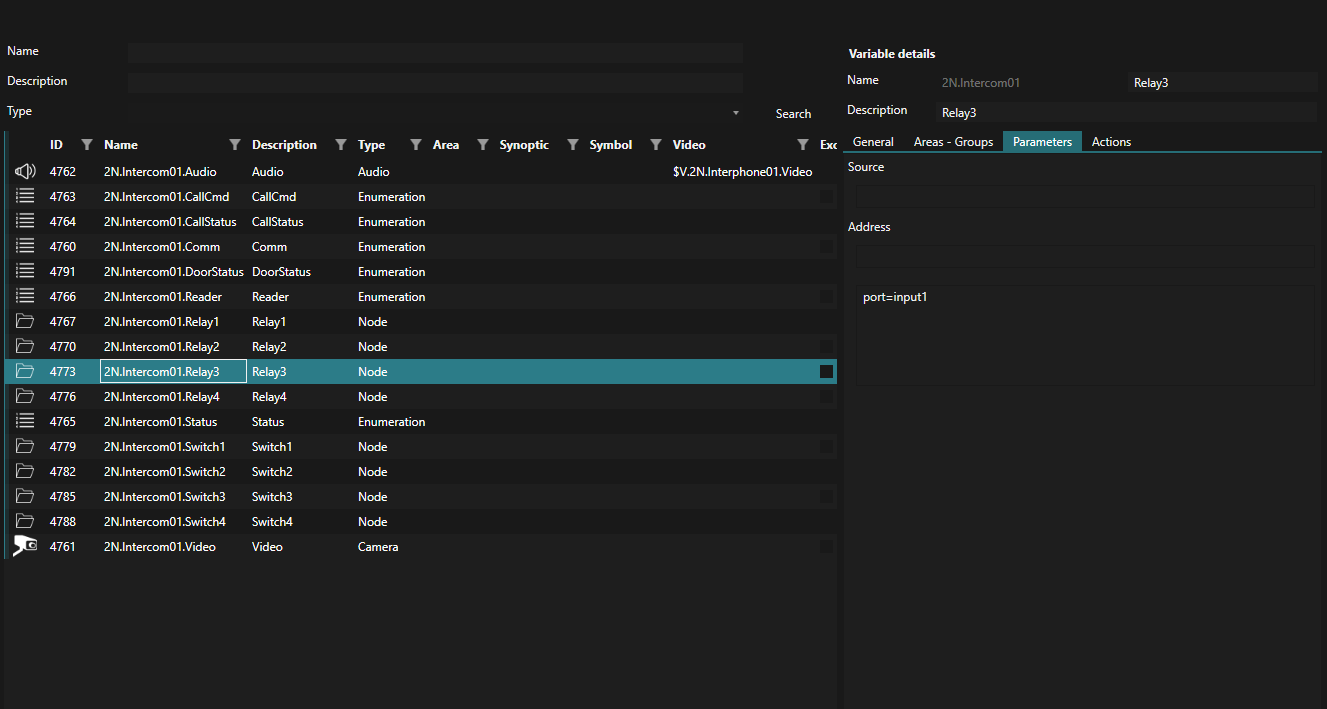 Name
Description
Type
Search
ID Name Description Type Area Synoptic Symbol Video Exc
4762 2N.Intercom01.Audio Audio Audio $V.2N.Interphone01.Video
4763 2N.Intercom01.CallCmd CallCmd Enumeration
4764 2N.Intercom01.CallStatus CallStatus Enumeration
4760 2N.Intercom01.Comm Comm Enumeration
4791 2N.Intercom01.DoorStatus DoorStatus Enumeration
4766 2N.Intercom01.Reader Reader Enumeration
4767 2N.Intercom01.Relay1 Relay1 Node
4770 2N.Intercom01.Relay2 Relay2 Node
4773 2N.Intercom01.Relay3 Relay3 Node
4776 2N.Intercom01.Relay4 Relay4 Node
4765 2N.Intercom01.Status Status Enumeration
4779 2N.Intercom01.Switch1 Switch1 Node
4782 2N.Intercom01.Switch2 Switch2 Node
4785 2N.Intercom01.Switch3 Switch3 Node
4788 2N.Intercom01.Switch4 Switch4 Node
4761 2N.Intercom01.Video Video Camera
Variable details
Name 2N.Intercom01 Relay3
Description Relay3
General Areas - Groups Parameters Actions
Source
Address
port=input1